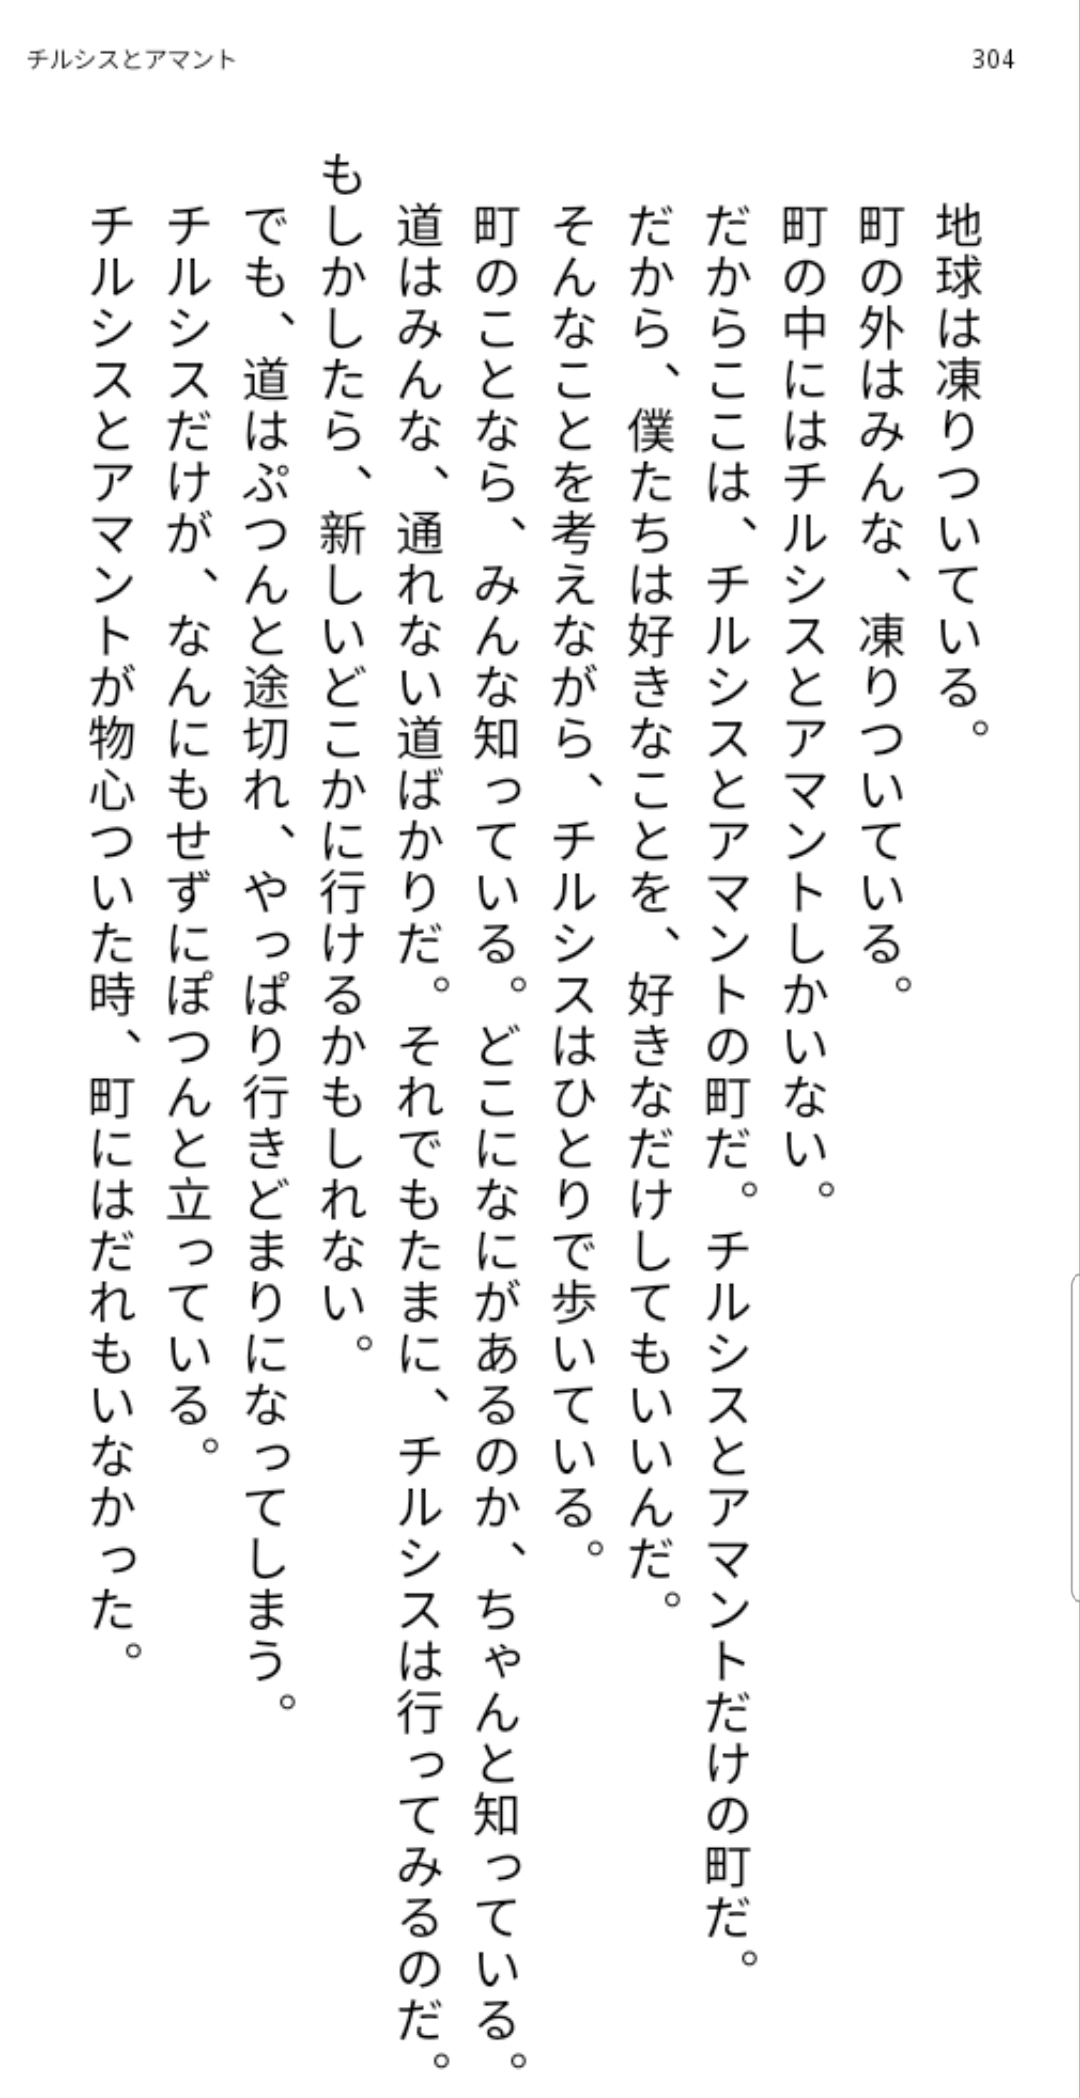 チルシスとアマント
304
地球は凍りついている。
町の外はみんな、凍りついている。
町の中にはチルシスとアマントしかいない。
だからここは、チルシスとアマントの町だ。チルシスとアマントだけの町だ。
だから、僕たちは好きなことを、好きなだけしてもいいんだ。
そんなことを考えながら、チルシスはひとりで歩いている。
町のことなら、みんな知っている。どこになにがあるのか、ちゃんと知っている。
道はみんな、通れない道ばかりだ。それでもたまに、チルシスは行ってみるのだ。
もしかしたら、新しいどこかに行けるかもしれない。
でも、道はぷつんと途切れ、やっぱり行きどまりになってしまう。
チルシスだけが、なんにもせずにぽつんと立っている。
チルシスとアマントが物心ついた時、町にはだれもいなかった。